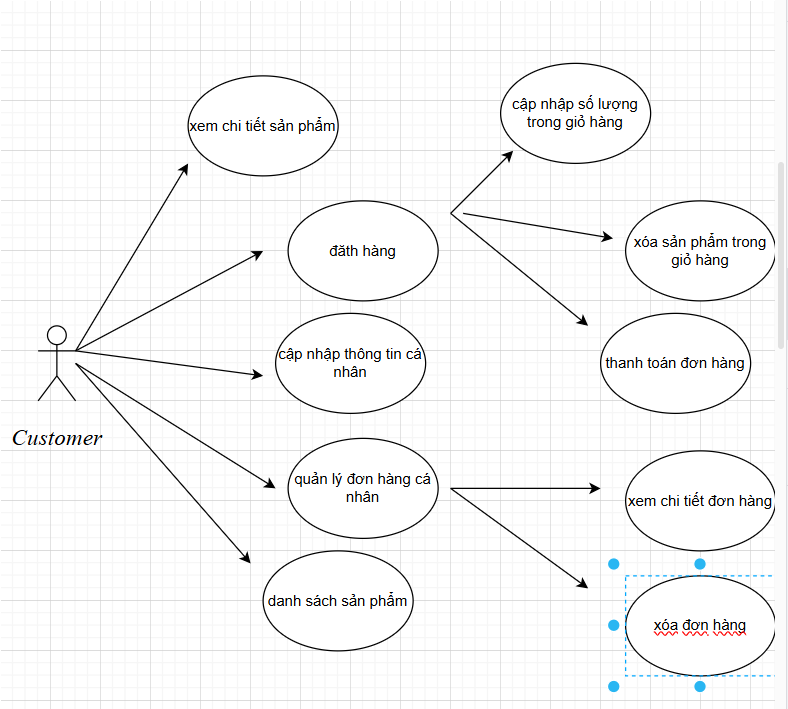 xem chi tiết sản phẩm
cập nhập số lượng
trong giỏ hàng
đăth hàng
xóa sản phẩm trong
giỏ hàng
cập nhập thông tin cá
nhân
thanh toán đơn hàng
Customer
quản lý đơn hàng cá
nhân
xem chi tiết đơn hàng
danh sách sản phẩm
xóa đơn hàng